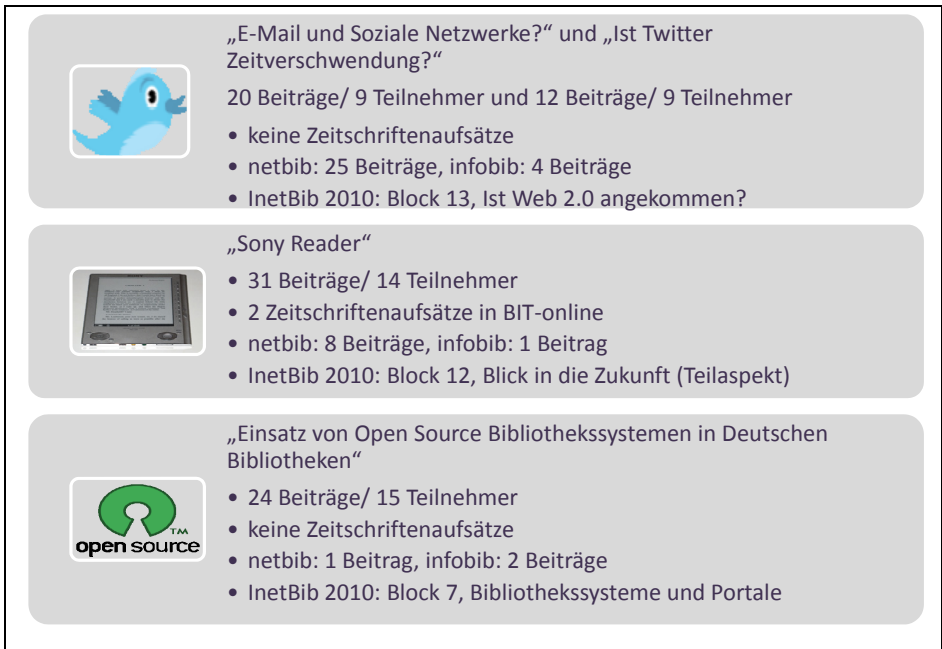 „E-Mail und Soziale Netzwerke?“ und „Ist Twitter
Zeitverschwendung?“
20 Beiträge/ 9 Teilnehmer und 12 Beiträge/ 9 Teilnehmer
• keine Zeitschriftenaufsätze
• netbib: 25 Beiträge, infobib: 4 Beiträge
• InetBib 2010: Block 13, Ist Web 2.0 angekommen?
„Sony Reader“
• 31 Beiträge/ 14 Teilnehmer
• 2 Zeitschriftenaufsätze in BIT-online
• netbib: 8 Beiträge, infobib: 1 Beitrag
• InetBib 2010: Block 12, Blick in die Zukunft (Teilaspekt)
„Einsatz von Open Source Bibliothekssystemen in Deutschen
Bibliotheken“
• 24 Beiträge/ 15 Teilnehmer
• keine Zeitschriftenaufsätze
• netbib: 1 Beitrag, infobib: 2 Beiträge
• InetBib 2010: Block 7, Bibliothekssysteme und Portale
TM
open source